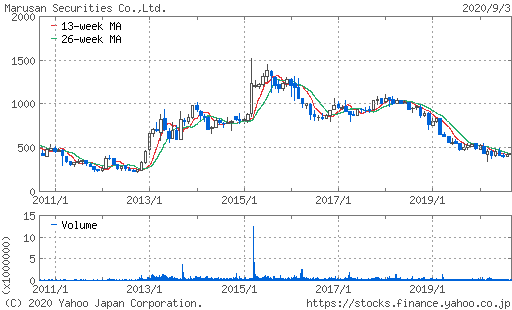 Marusan Securities Co.,Ltd. 2020/9/3
2000
13-week MA
26-week MA
1500
1000
500
0
2011/1 2013/1 2015/1 2017/1 2019/1
15
Volume
10
5
0
(x1000000)
2011/1 2013/1 2015/1 2017/1 2019/1
(C) 2020 Yahoo Japan Corporation. https://stocks.finance.yahoo.co.jp/